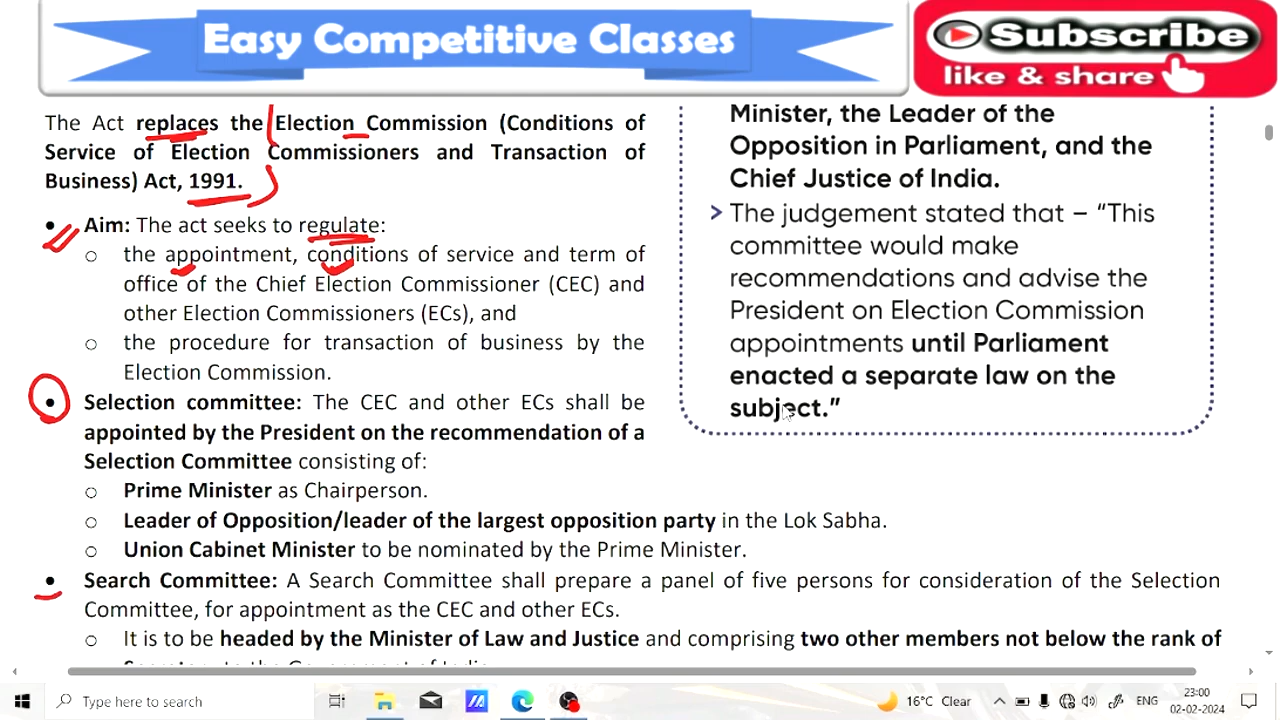 Easy Competitive Classes
Subscribe
like & share
The Act replaces the Election Commission (Conditions of
Service of Election Commissioners and Transaction of
Business) Act, 1991.
• Aim: The act seeks to regulate:
o the appointment, conditions of service and term of
office of the Chief Election Commissioner (CEC) and
other Election Commissioners (ECs), and
o the procedure for transaction of business by the
Election Commission.
• Selection committee: The CEC and other ECs shall be
appointed by the President on the recommendation of a
Selection Committee consisting of:
o Prime Minister as Chairperson.
o Leader of Opposition/leader of the largest opposition party in the Lok Sabha.
o Union Cabinet Minister to be nominated by the Prime Minister.
• Search Committee: A Search Committee shall prepare a panel of five persons for consideration of the Selection
Committee, for appointment as the CEC and other ECs.
o It is to be headed by the Minister of Law and Justice and comprising two other members not below the rank of
Minister, the Leader of the
Opposition in Parliament, and the
Chief Justice of India.
> The judgement stated that – “This
committee would make
recommendations and advise the
President on Election Commission
appointments until Parliament
enacted a separate law on the
subject.”
Type here to search
16°C Clear
ENG
23:00
02-02-2024